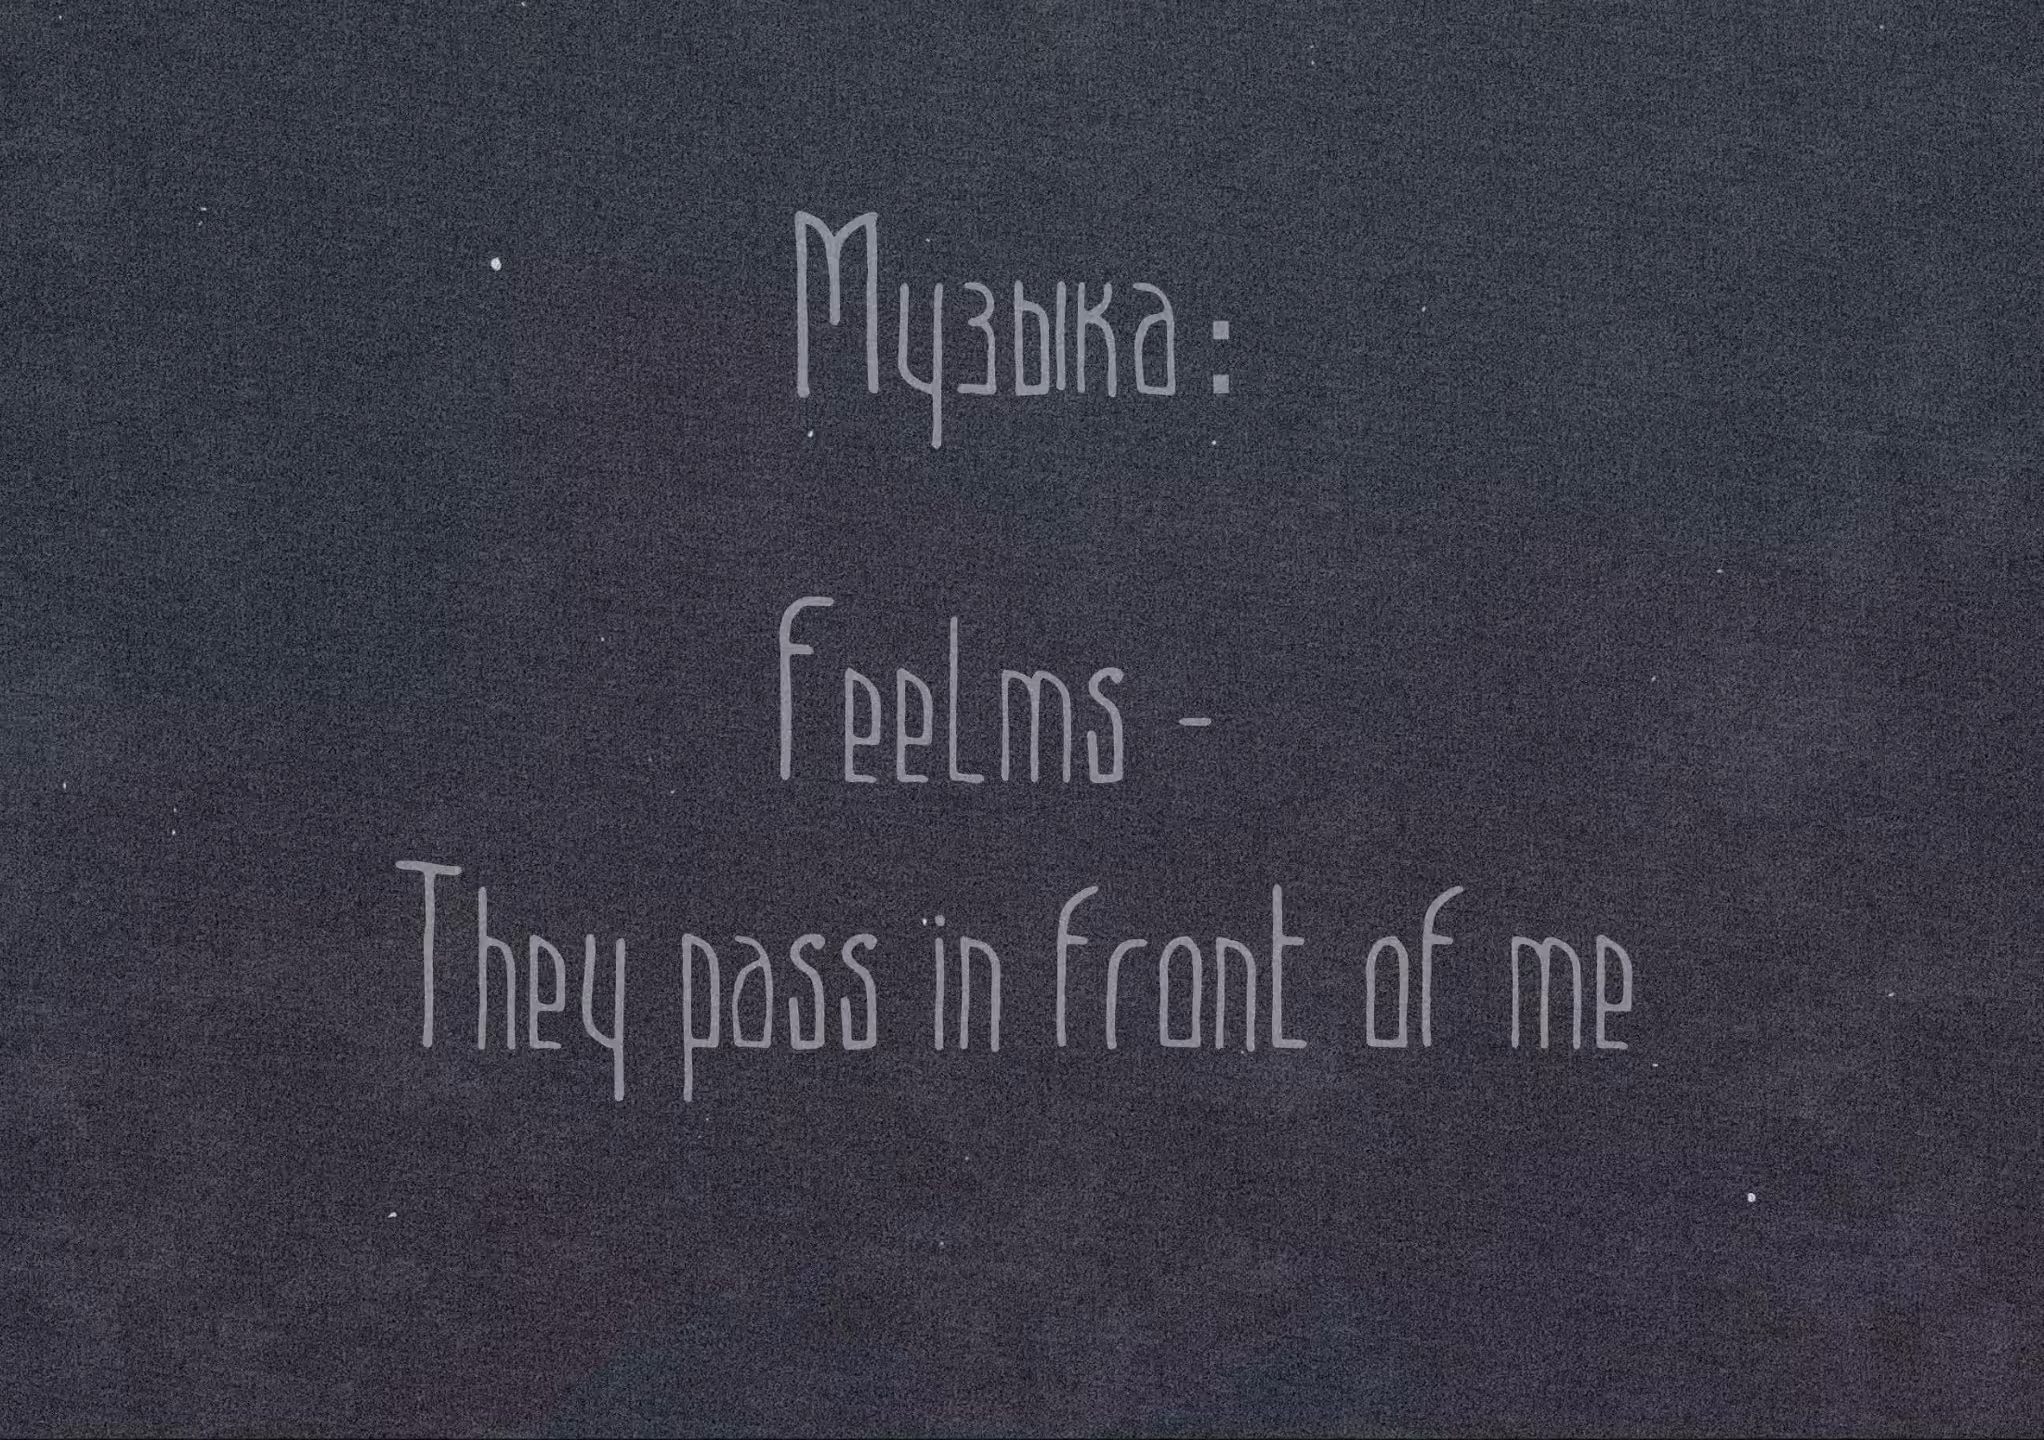 Музыка :
Feelms -
They pass in front of me